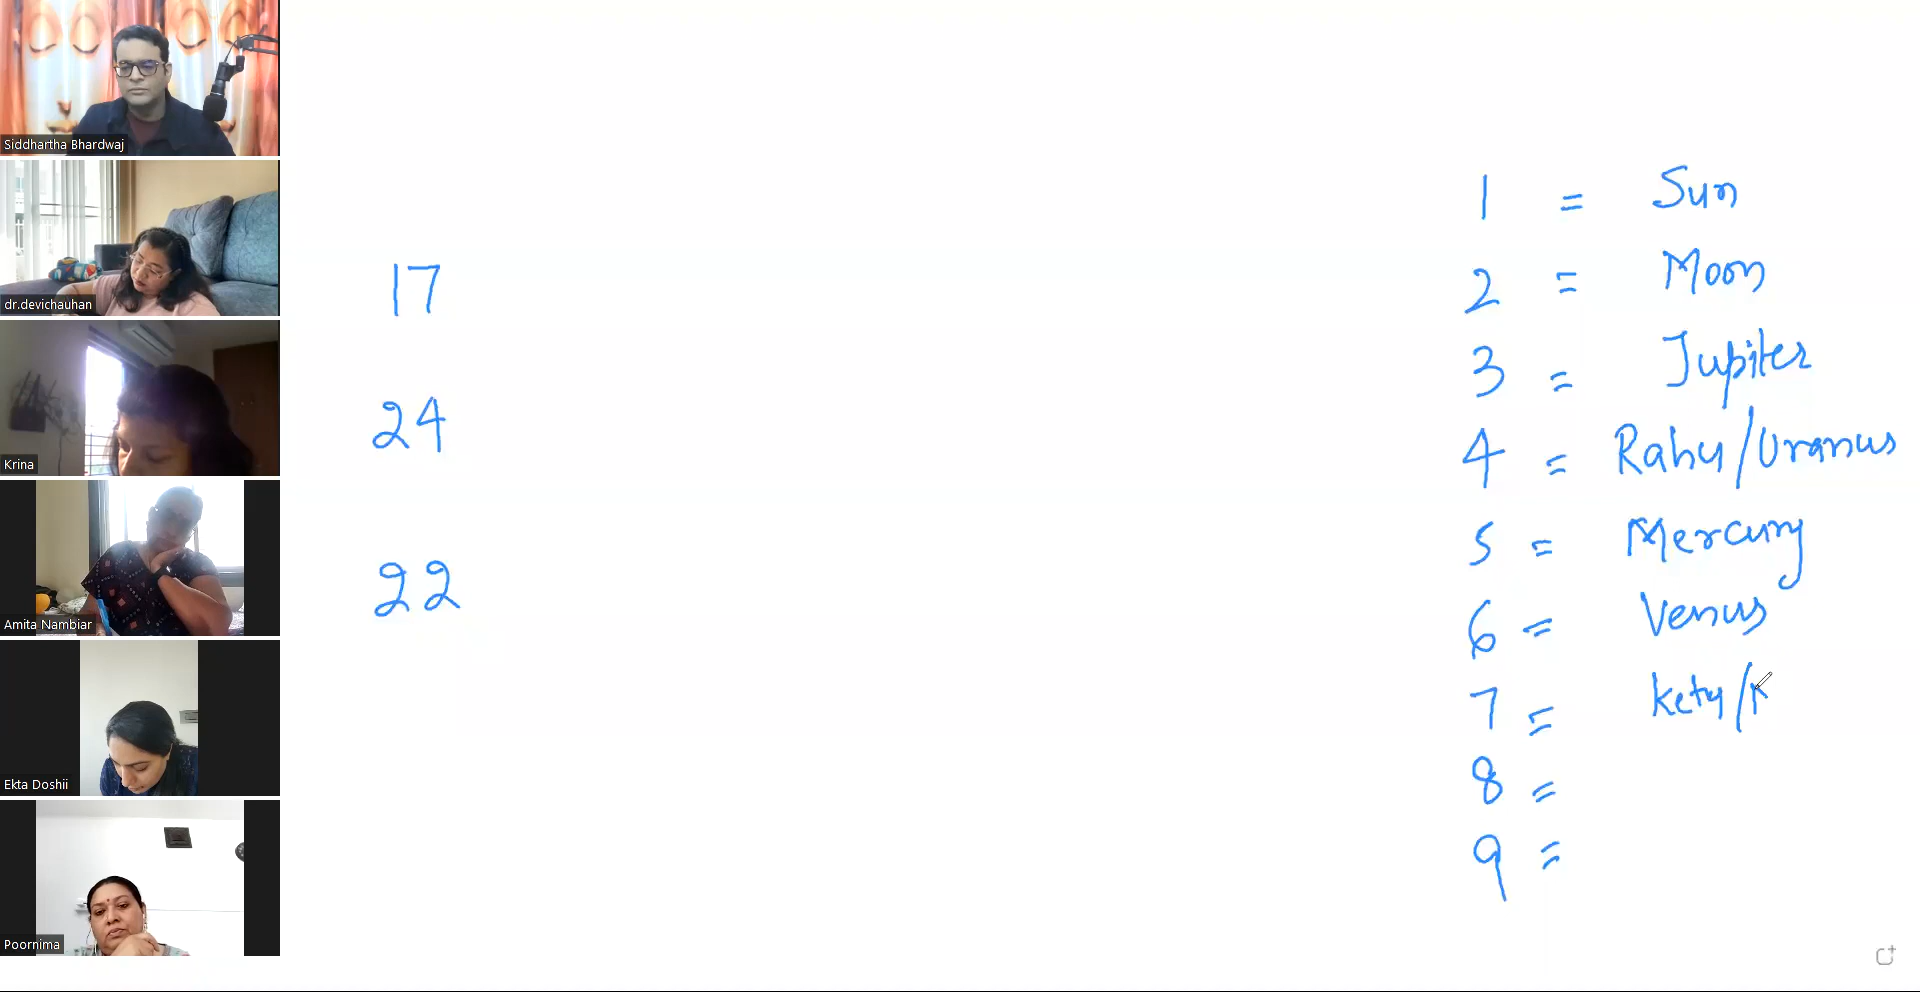 Siddhartha Bhardwaj
dr.devichauhan
Krina
Amita Nambiar
Ekta Doshii
Poornima
17
24
22
1 = Sun
2 = Moon
3 = Jupiter
4 = Rahu/Uranus
5 = Mercury
6 = Venus
7 = Ketu/
8 =
9 =